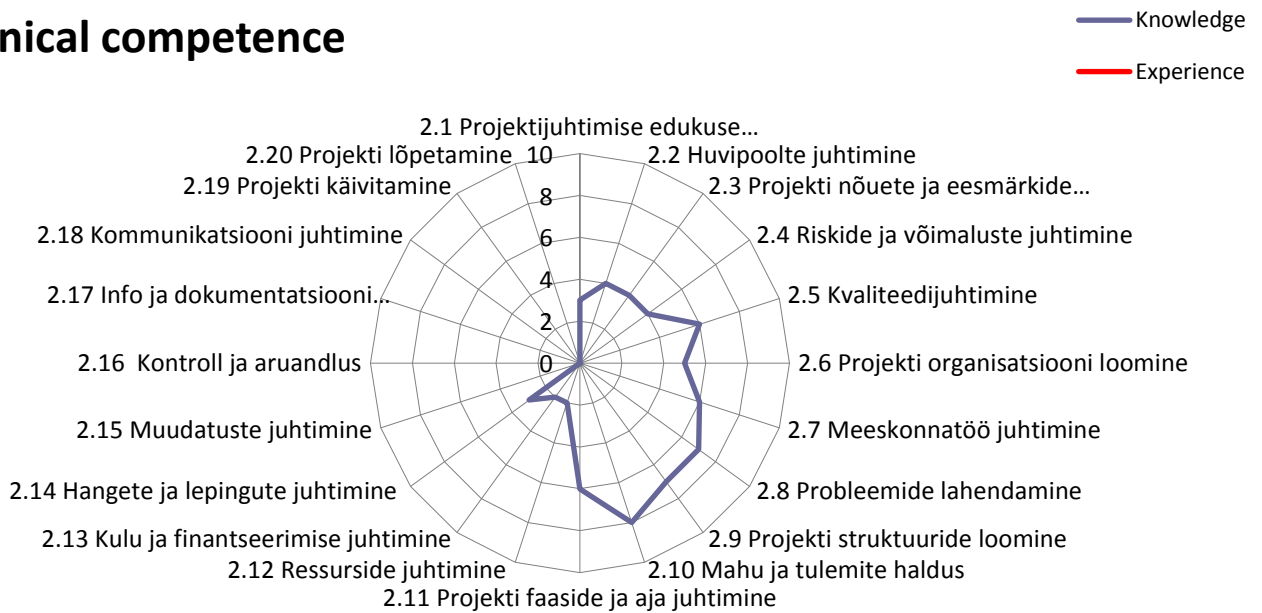 nical competence
Knowledge
Experience
2.1 Projektijuhtimise edukuse…
2.20 Projekti lõpetamine
10
2.2 Huvipoolte juhtimine
2.19 Projekti käivitamine
2.3 Projekti nõuete ja eesmärkide…
8
2.18 Kommunikatsiooni juhtimine
6
2.4 Riskide ja võimaluste juhtimine
4
2.17 Info ja dokumentatsiooni…
2.5 Kvaliteedijuhtimine
2
2.16 Kontroll ja aruandlus
0
2.6 Projekti organisatsiooni loomine
2.15 Muudatuste juhtimine
2.7 Meeskonnatöö juhtimine
2.14 Hangete ja lepingute juhtimine
2.8 Probleemide lahendamine
2.13 Kulu ja finantseerimise juhtimine
2.9 Projekti struktuuride loomine
2.12 Ressurside juhtimine
2.10 Mahu ja tulemite haldus
2.11 Projekti faaside ja aja juhtimine